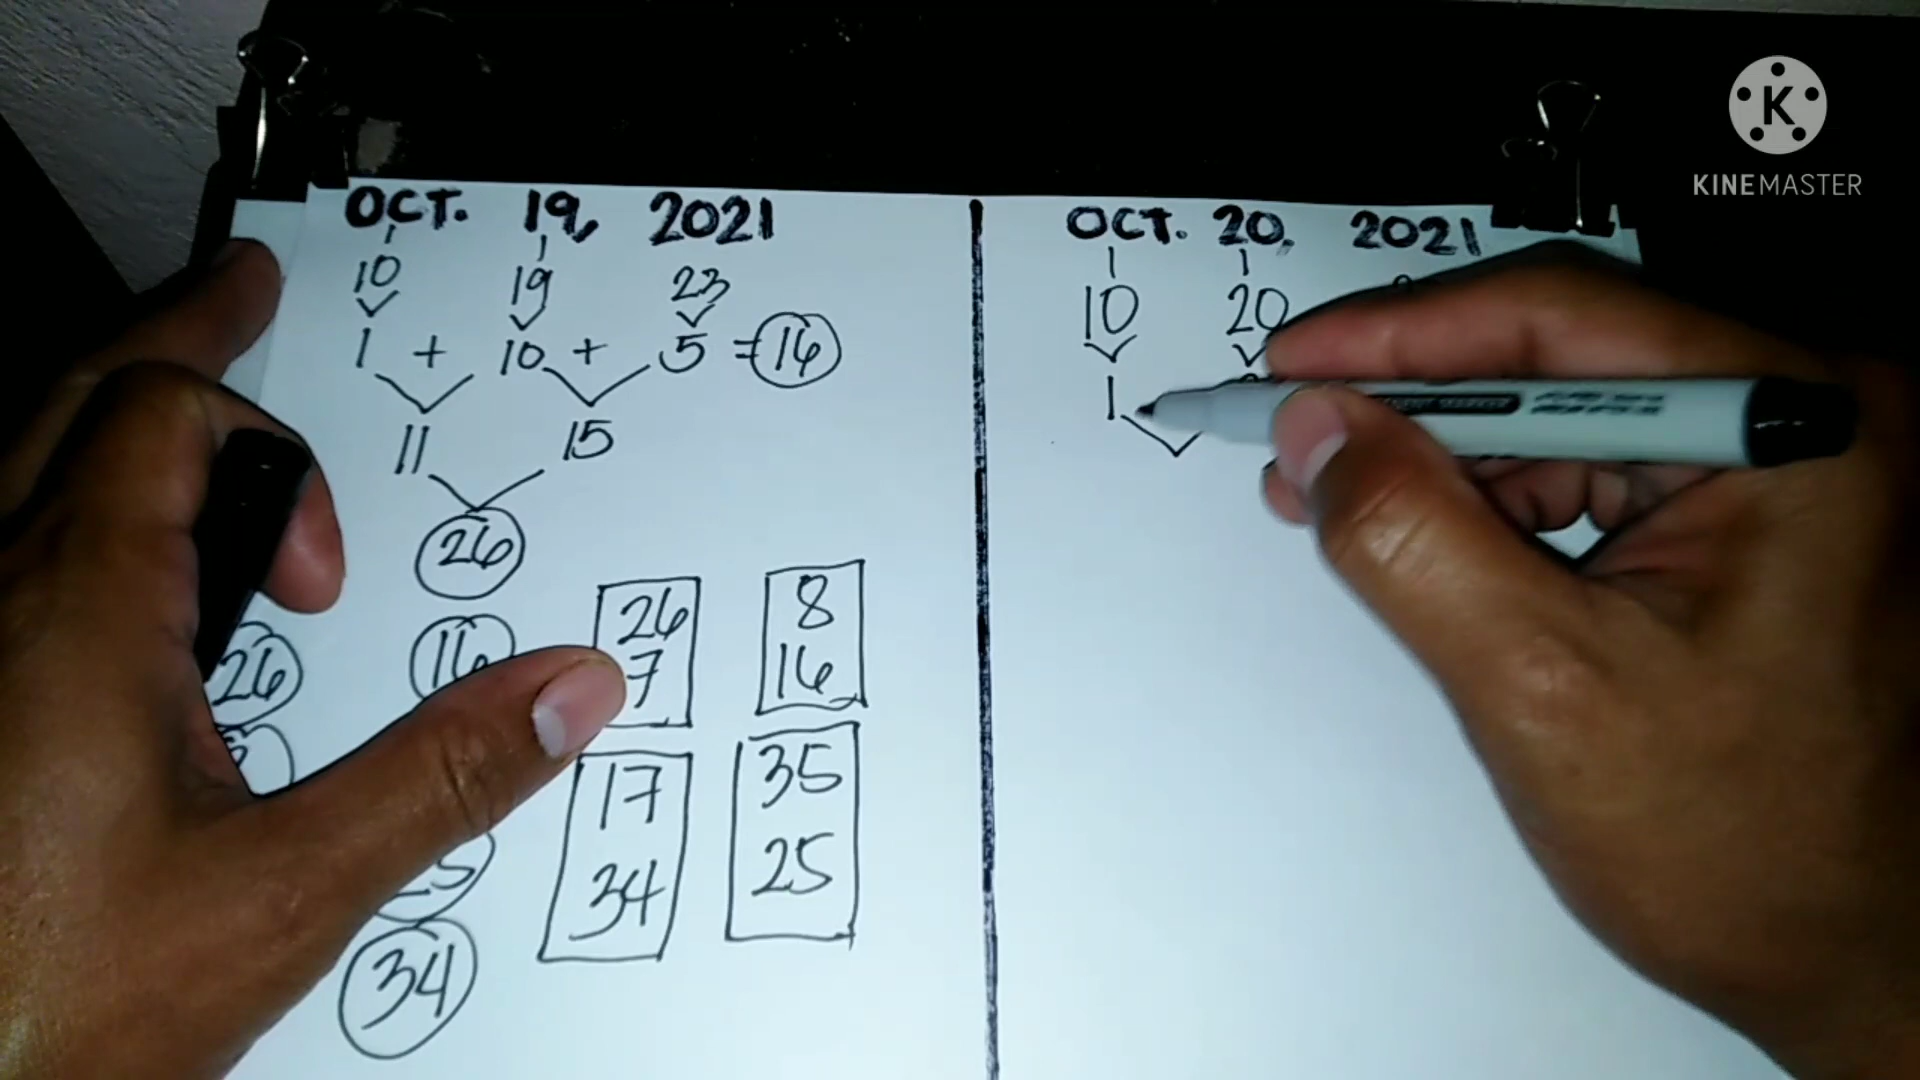 KINEMASTER
OCT. 19, 2021
10 19 23
1 + 10 + 5 = 16
11 15
26
26 16
26 7
8 16
17 34
35 25
34
OCT. 20, 2021
10 20
1